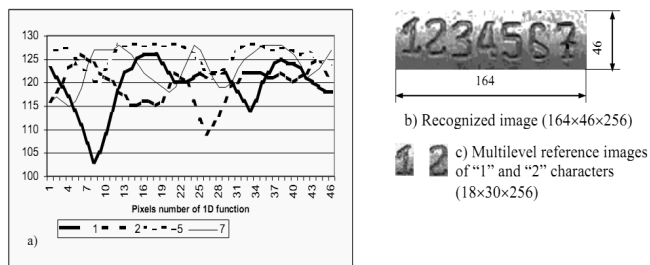 130
125
120
115
110
105
100
1 4 7 10 13 16 19 22 25 28 31 34 37 40 43 46
Pixels number of 1D function
1 2 5 7
a)
1234567
46
164
b) Recognized image (164×46×256)
1 2 c) Multilevel reference images
of “1” and “2” characters
(18×30×256)